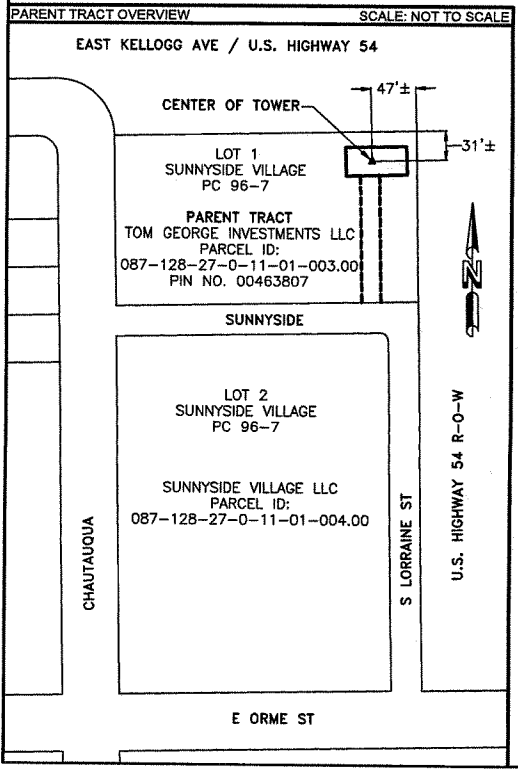 PARENT TRACT OVERVIEW
SCALE: NOT TO SCALE
EAST KELLOGG AVE / U.S. HIGHWAY 54
47'±
CENTER OF TOWER
31'±
LOT 1
SUNNYSIDE VILLAGE
PC 96-7
PARENT TRACT
TOM GEORGE INVESTMENTS LLC
PARCEL ID:
087-128-27-0-11-01-003.00
PIN NO. 00463807
N
SUNNYSIDE
LOT 2
SUNNYSIDE VILLAGE
PC 96-7
SUNNYSIDE VILLAGE LLC
PARCEL ID:
087-128-27-0-11-01-004.00
CHAUTAUQUA
S LORRAINE ST
U.S. HIGHWAY 54 R-O-W
E ORME ST